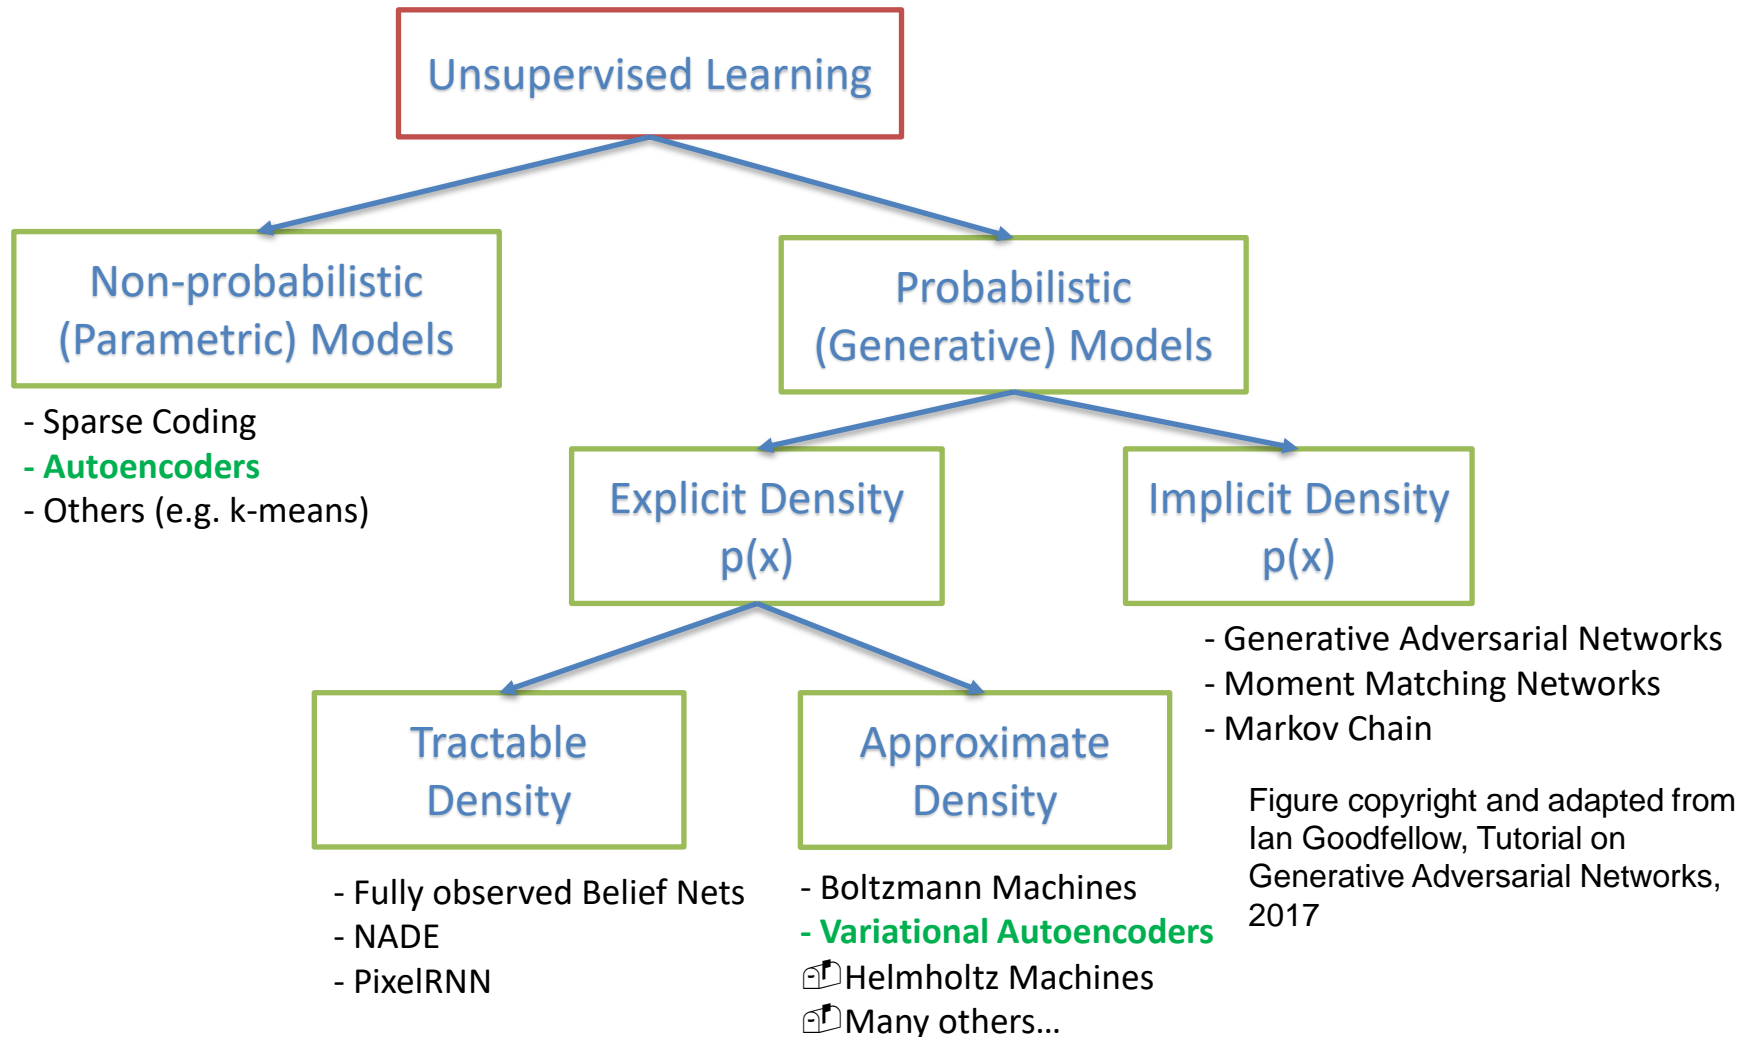 Unsupervised Learning
Non-probabilistic
(Parametric) Models
Probabilistic
(Generative) Models
- Sparse Coding
- Autoencoders
- Others (e.g. k-means)
Explicit Density
p(x)
Implicit Density
p(x)
- Generative Adversarial Networks
- Moment Matching Networks
- Markov Chain
Tractable
Density
Approximate
Density
Figure copyright and adapted from
Ian Goodfellow, Tutorial on
Generative Adversarial Networks,
2017
- Fully observed Belief Nets
- NADE
- PixelRNN
- Boltzmann Machines
- Variational Autoencoders
Helmholtz Machines
Many others…